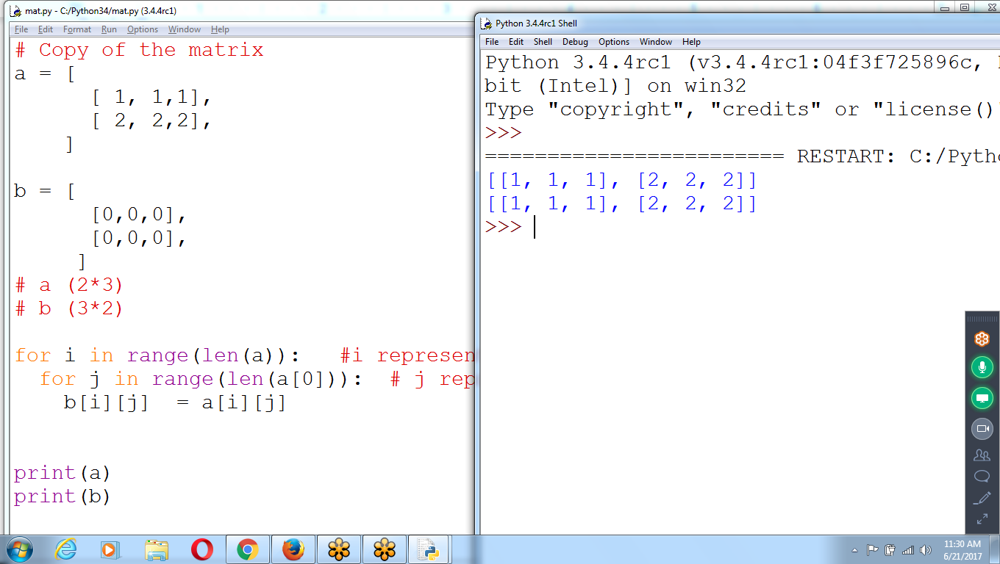 mat.py - C:/Python34/mat.py (3.4.4rc1)
File Edit Format Run Options Window Help
# Copy of the matrix
a = [
[ 1, 1,1],
[ 2, 2,2],
]
b = [
[0,0,0],
[0,0,0],
]
# a (2*3)
# b (3*2)
for i in range(len(a)): #i represen
for j in range(len(a[0])): # j rep
b[i][j] = a[i][j]
print(a)
print(b)
Python 3.4.4rc1 Shell
File Edit Shell Debug Options Window Help
Python 3.4.4rc1 (v3.4.4rc1:04f3f725896c,
bit (Intel)] on win32
Type "copyright", "credits" or "license()
>>>
======================== RESTART: C:/Pytho
[[1, 1, 1], [2, 2, 2]]
[[1, 1, 1], [2, 2, 2]]
>>>
11:30 AM
6/21/2017